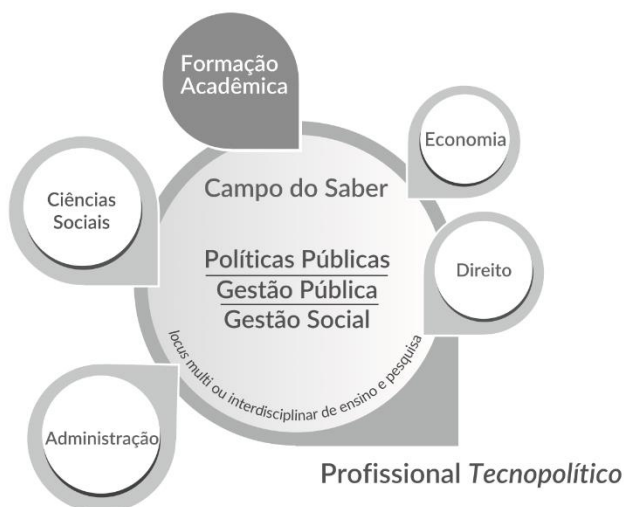 Formação
Acadêmica
Economia
Campo do Saber
Ciências
Sociais
Políticas Públicas
Gestão Pública
Gestão Social
Direito
locus multi ou interdisciplinar de ensino e pesquisa
Administração
Profissional Tecnopolítico